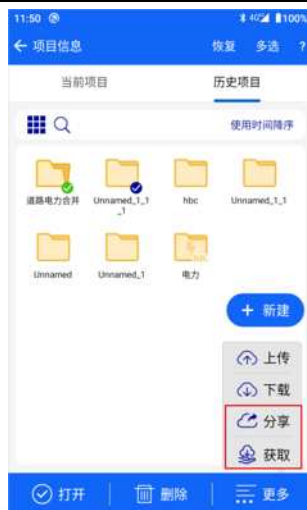 11:50 100%
项目信息 恢复 多选 ?
当前项目 历史项目
使用时间降序
道路电力合并 Unnamed_1_1_1 hbc Unnamed_1_1
Unnamed Unnamed_1 电力
+ 新建
上传
下载
分享
获取
打开 删除 更多